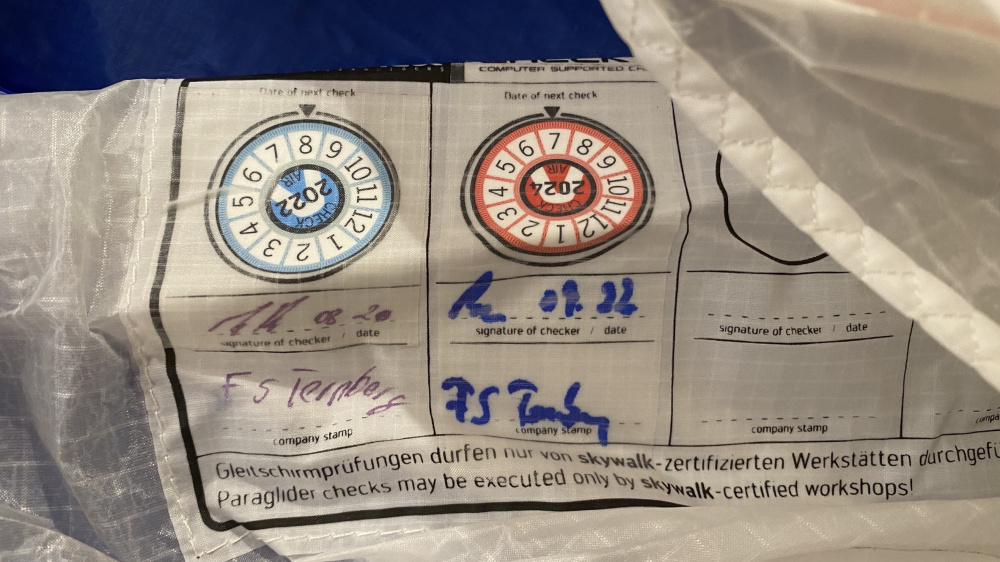 COMPUTER SUPPORTED
Date of next check
7 8 9 10 11 12 1 2 3 4 5 6
AIR
2022
CHECK
08 20
signature of checker / date
F S Ternberg
company stamp
Date of next check
7 8 9 10 11 12 1 2 3 4 5 6
AIR
2024
CHECK
07.22
signature of checker / date
FS
company stamp
signature of checker / date
company stamp
Gleitschirmprüfungen dürfen nur von skywalk-zertifizierten Werkstätten durchgefü
Paraglider checks may be executed only by skywalk-certified workshops!